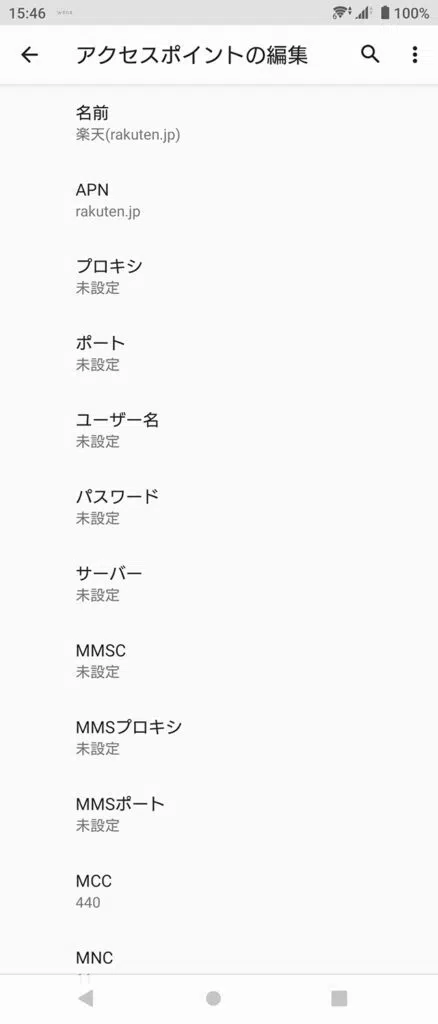 15:46
100%
アクセスポイントの編集
名前
楽天(rakuten.jp)
APN
rakuten.jp
プロキシ
未設定
ポート
未設定
ユーザー名
未設定
パスワード
未設定
サーバー
未設定
MMSC
未設定
MMSプロキシ
未設定
MMSポート
未設定
MCC
440
MNC